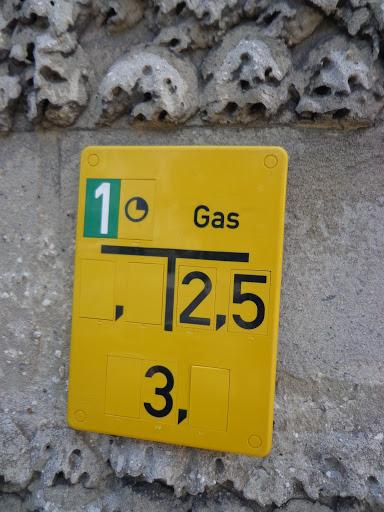 1 Gas
, 2,5
3,